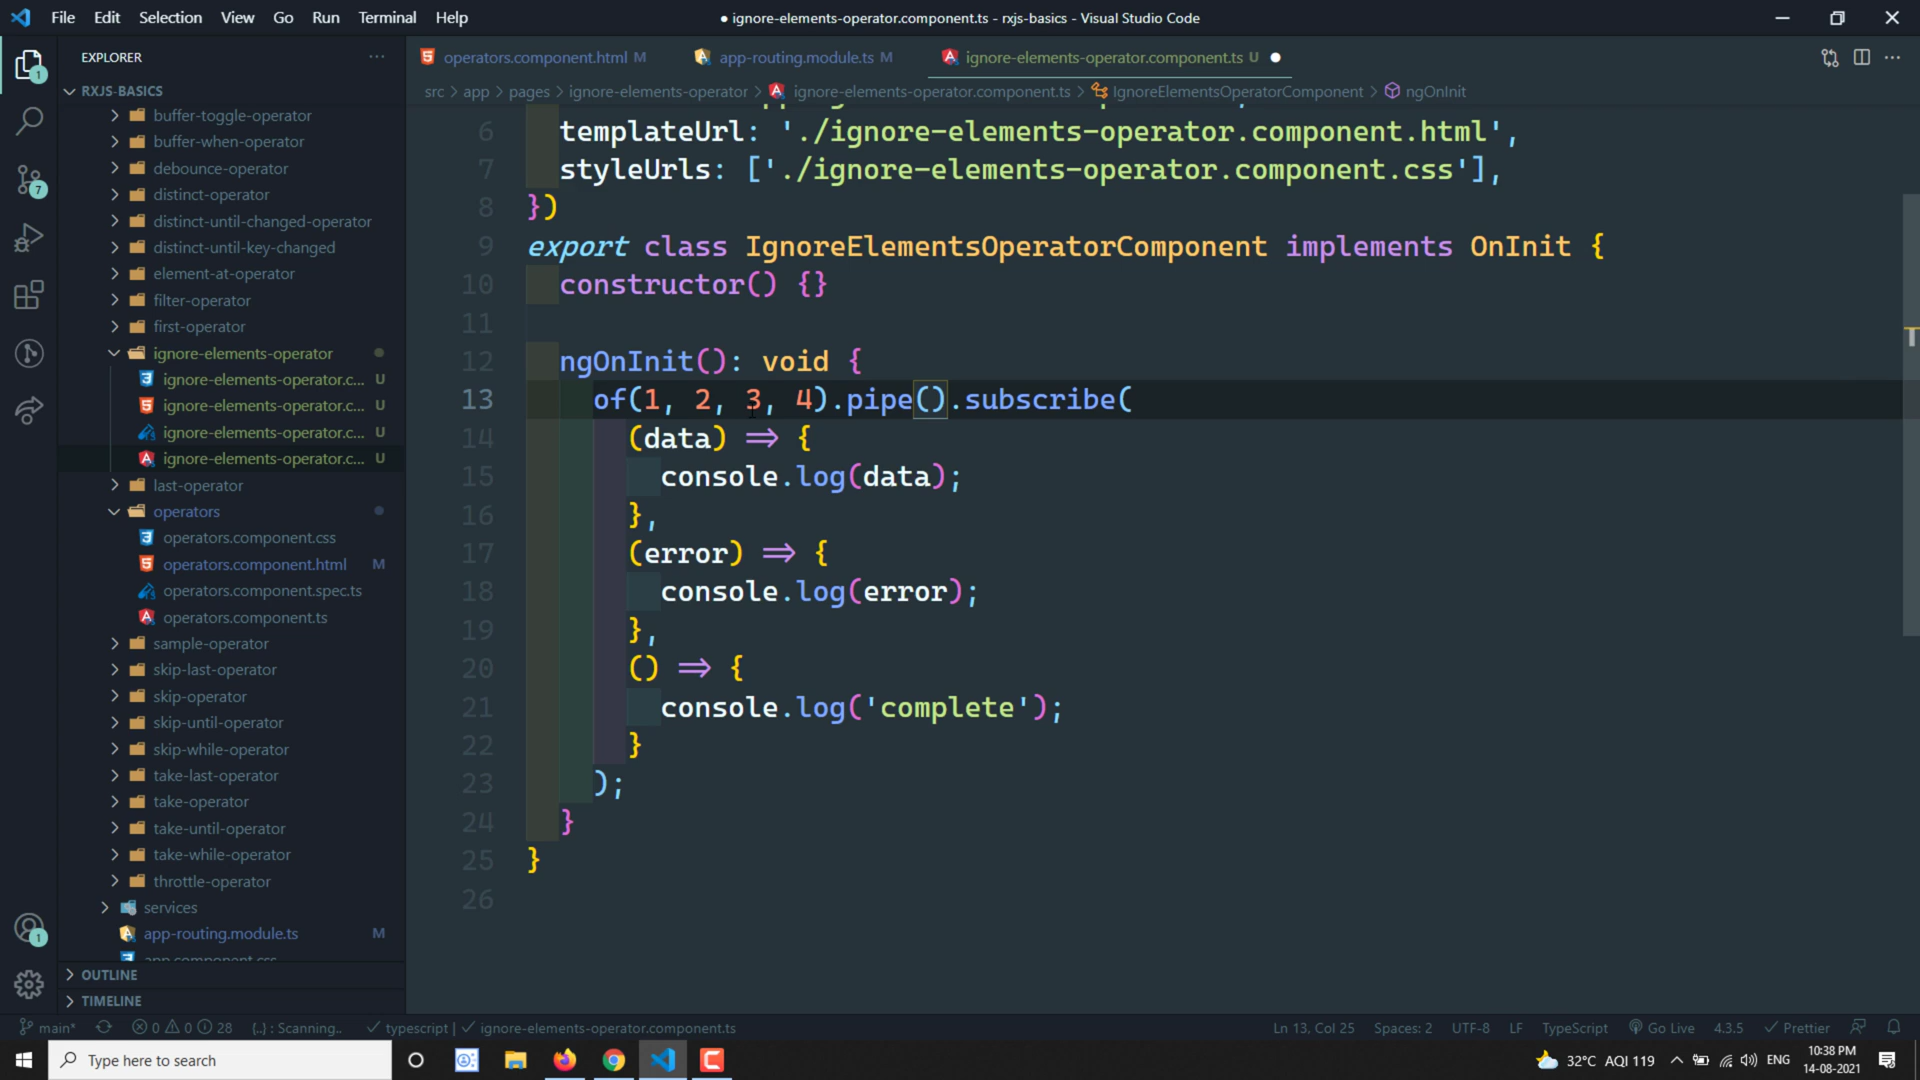 File Edit Selection View Go Run Terminal Help
● ignore-elements-operator.component.ts - rxjs-basics - Visual Studio Code
EXPLORER
RXJS-BASICS
buffer-toggle-operator
buffer-when-operator
debounce-operator
distinct-operator
distinct-until-changed-operator
distinct-until-key-changed
element-at-operator
filter-operator
first-operator
ignore-elements-operator
ignore-elements-operator.c... U
ignore-elements-operator.c... U
ignore-elements-operator.c... U
ignore-elements-operator.c... U
last-operator
operators
operators.component.css
operators.component.html M
operators.component.spec.ts
operators.component.ts
sample-operator
skip-last-operator
skip-operator
skip-until-operator
skip-while-operator
take-last-operator
take-operator
take-until-operator
take-while-operator
throttle-operator
services
app-routing.module.ts M
OUTLINE
TIMELINE
1
7
1
operators.component.html M
app-routing.module.ts M
ignore-elements-operator.component.ts U ●
src > app > pages > ignore-elements-operator > ignore-elements-operator.component.ts > IgnoreElementsOperatorComponent > ngOnInit
6 templateUrl: './ignore-elements-operator.component.html',
7 styleUrls: ['./ignore-elements-operator.component.css'],
8 })
9 export class IgnoreElementsOperatorComponent implements OnInit {
10 constructor() {}
11
12 ngOnInit(): void {
13 of(1, 2, 3, 4).pipe().subscribe(
14 (data) => {
15 console.log(data);
16 },
17 (error) => {
18 console.log(error);
19 },
20 () => {
21 console.log('complete');
22 }
23 );
24 }
25 }
26
main* 0 0 28 {..} : Scanning.. ✓ typescript | ✓ ignore-elements-operator.component.ts
Ln 13, Col 25 Spaces: 2 UTF-8 LF TypeScript Go Live 4.3.5 ✓ Prettier
Type here to search
32°C AQI 119 ENG
10:38 PM
14-08-2021